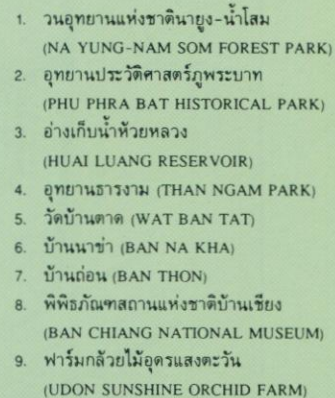 1. วนอุทยานแห่งชาตินายูง-น้ำโสม
(NA YUNG-NAM SOM FOREST PARK)
2. อุทยานประวัติศาสตร์ภูพระบาท
(PHU PHRA BAT HISTORICAL PARK)
3. อ่างเก็บน้ำห้วยหลวง
(HUAI LUANG RESERVOIR)
4. อุทยานธารงาม (THAN NGAM PARK)
5. วัดบ้านตาด (WAT BAN TAT)
6. บ้านนาข่า (BAN NA KHA)
7. บ้านถ่อน (BAN THON)
8. พิพิธภัณฑสถานแห่งชาติบ้านเชียง
(BAN CHIANG NATIONAL MUSEUM)
9. ฟาร์มกล้วยไม้อุดรแสงตะวัน
(UDON SUNSHINE ORCHID FARM)